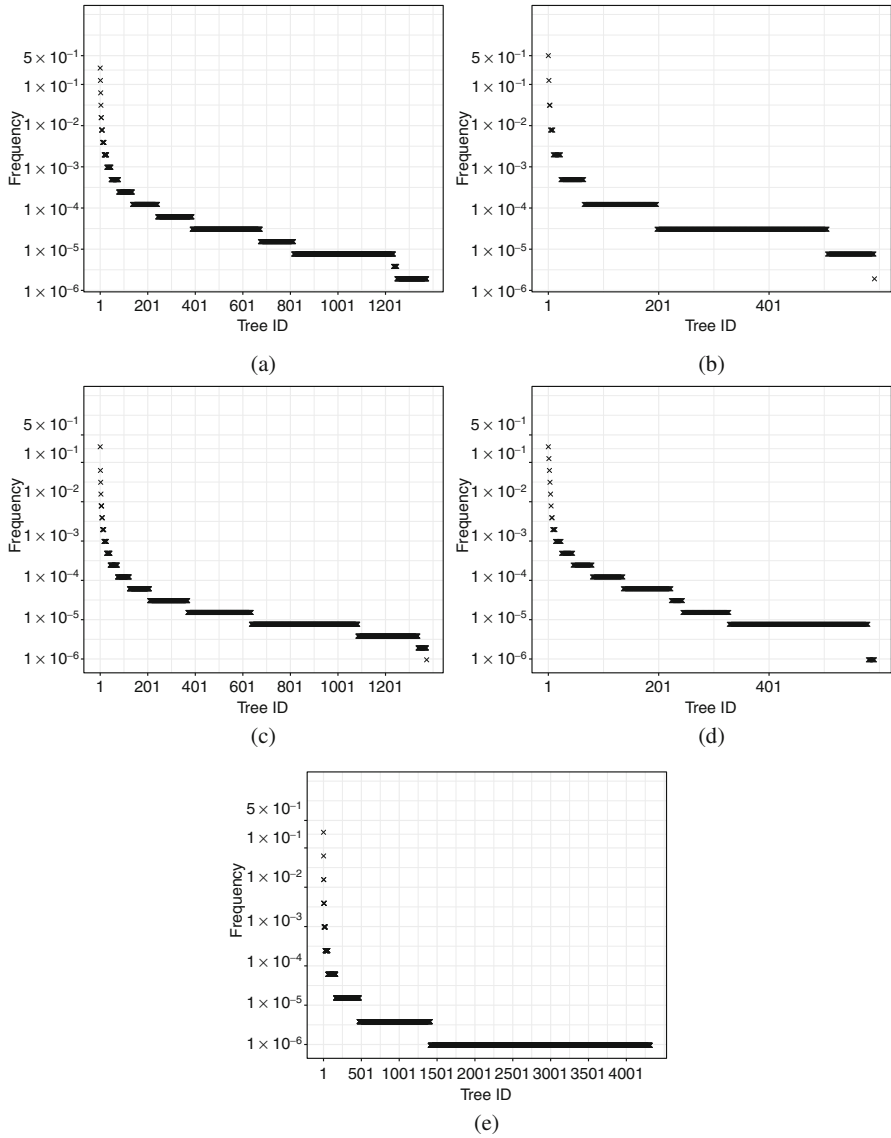 5 × 10⁻¹
1 × 10⁻¹
1 × 10⁻²
1 × 10⁻³
1 × 10⁻⁴
1 × 10⁻⁵
1 × 10⁻⁶
Frequency
1 201 401 601 801 1001 1201
Tree ID
(a)
5 × 10⁻¹
1 × 10⁻¹
1 × 10⁻²
1 × 10⁻³
1 × 10⁻⁴
1 × 10⁻⁵
1 × 10⁻⁶
Frequency
1 201 401
Tree ID
(b)
5 × 10⁻¹
1 × 10⁻¹
1 × 10⁻²
1 × 10⁻³
1 × 10⁻⁴
1 × 10⁻⁵
1 × 10⁻⁶
Frequency
1 201 401 601 801 1001 1201
Tree ID
(c)
5 × 10⁻¹
1 × 10⁻¹
1 × 10⁻²
1 × 10⁻³
1 × 10⁻⁴
1 × 10⁻⁵
1 × 10⁻⁶
Frequency
1 201 401
Tree ID
(d)
5 × 10⁻¹
1 × 10⁻¹
1 × 10⁻²
1 × 10⁻³
1 × 10⁻⁴
1 × 10⁻⁵
1 × 10⁻⁶
Frequency
1 501 1001 1501 2001 2501 3001 3501 4001
Tree ID
(e)